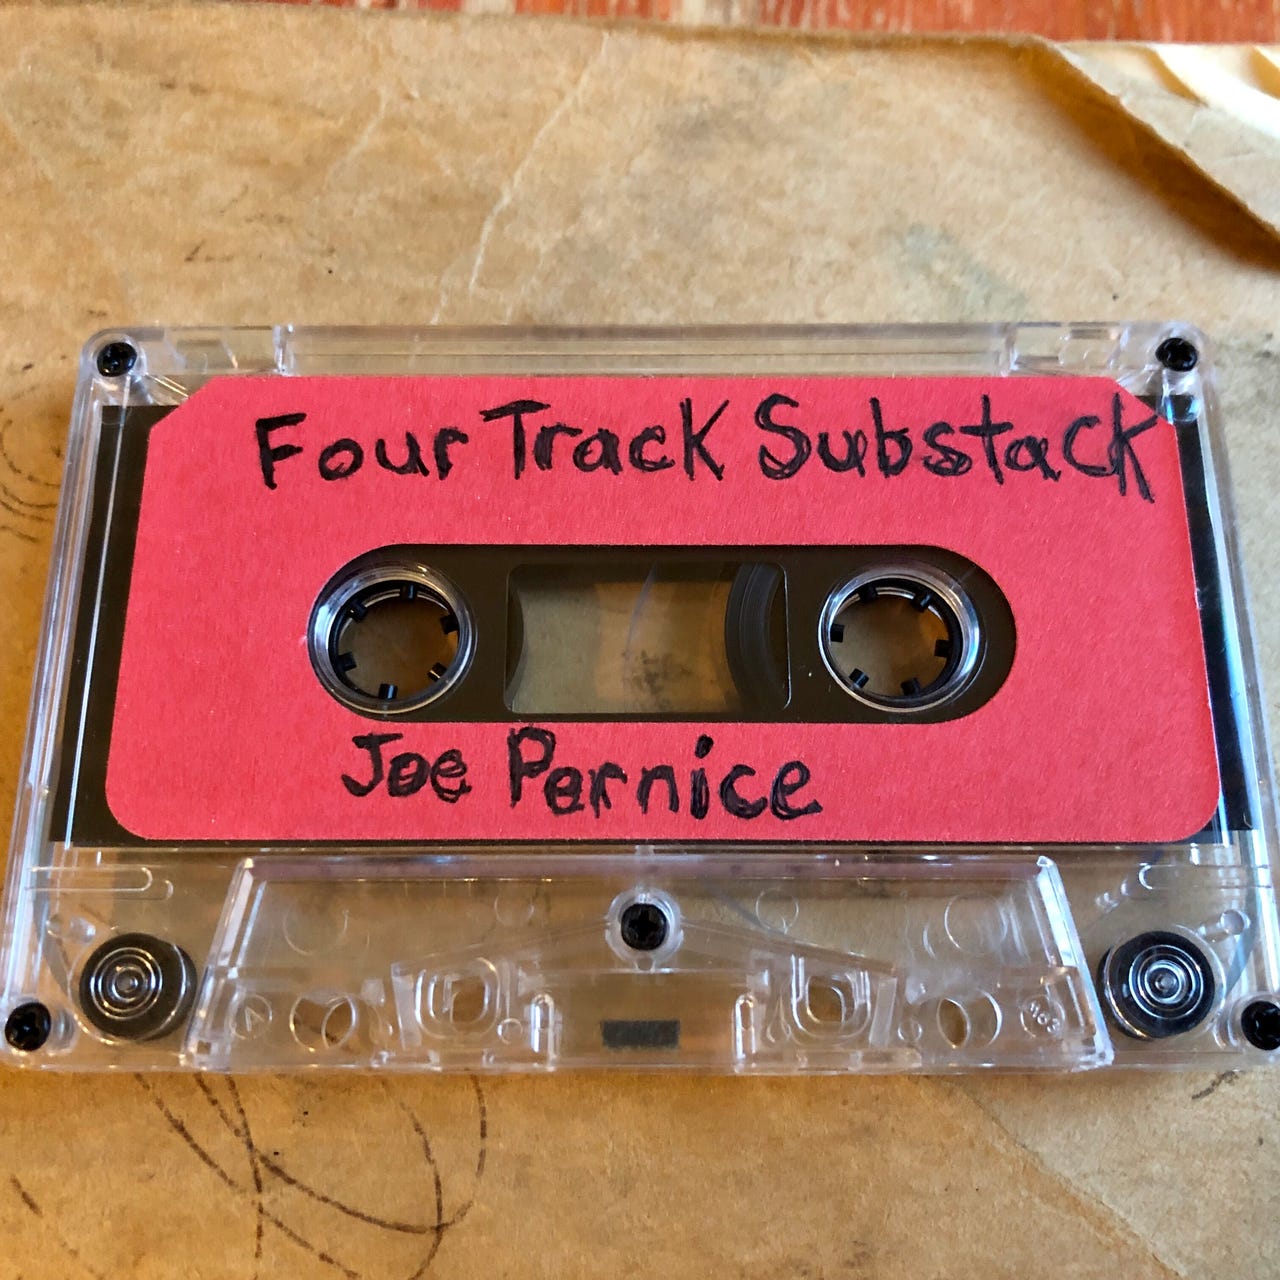 Four Track Substack
Joe Pernice
A